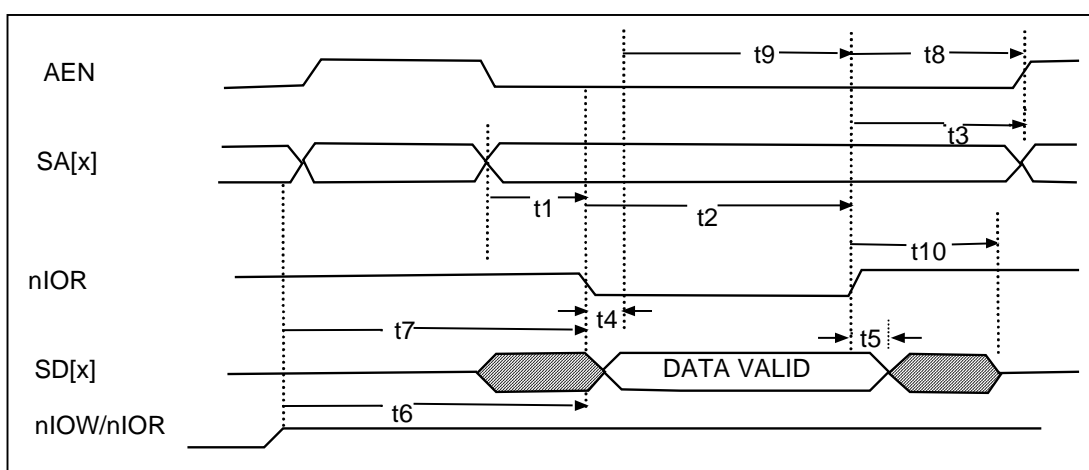 AEN
t9
t8
t3
SA[x]
t1
t2
t10
nIOR
t4
t7
t5
SD[x]
DATA VALID
t6
nIOW/nIOR